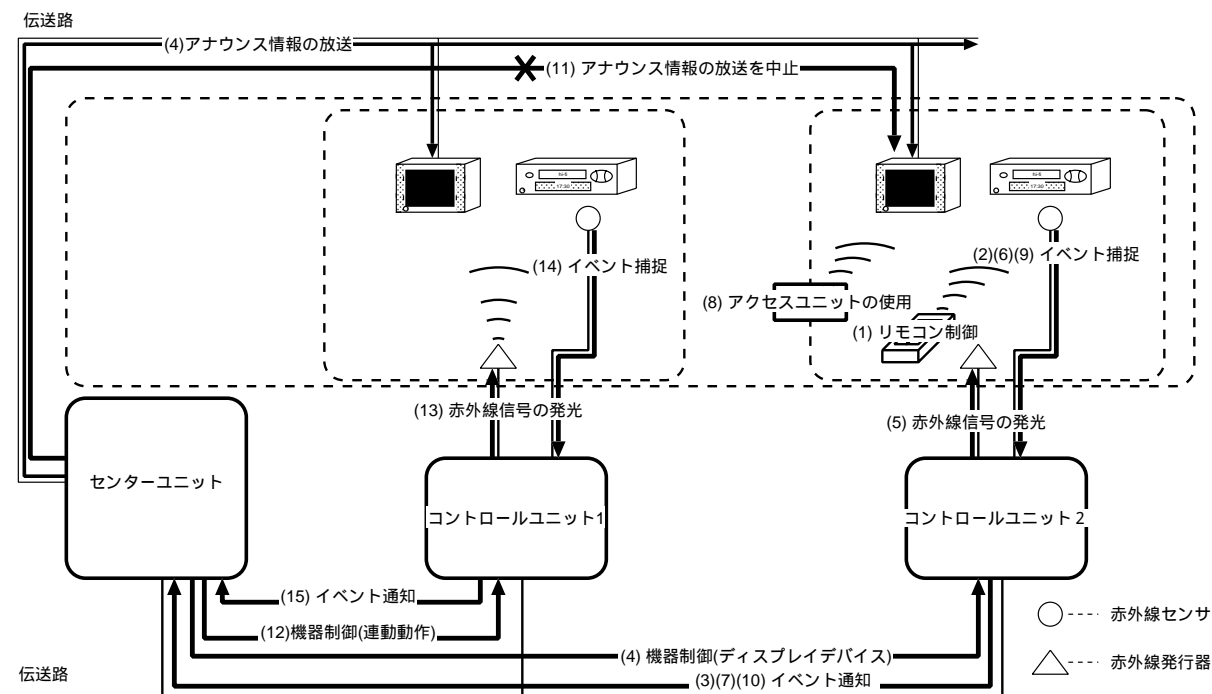 伝送路
(4)アナウンス情報の放送
(11) アナウンス情報の放送を中止
hi-6
17:30
hi-6
17:30
(14) イベント捕捉
(2)(6)(9) イベント捕捉
(8) アクセスユニットの使用
(1) リモコン制御
(13) 赤外線信号の発光
(5) 赤外線信号の発光
センターユニット
コントロールユニット1
コントロールユニット 2
(15) イベント通知
(12)機器制御(連動動作)
(4) 機器制御(ディスプレイデバイス)
(3)(7)(10) イベント通知
赤外線センサ
赤外線発行器
伝送路